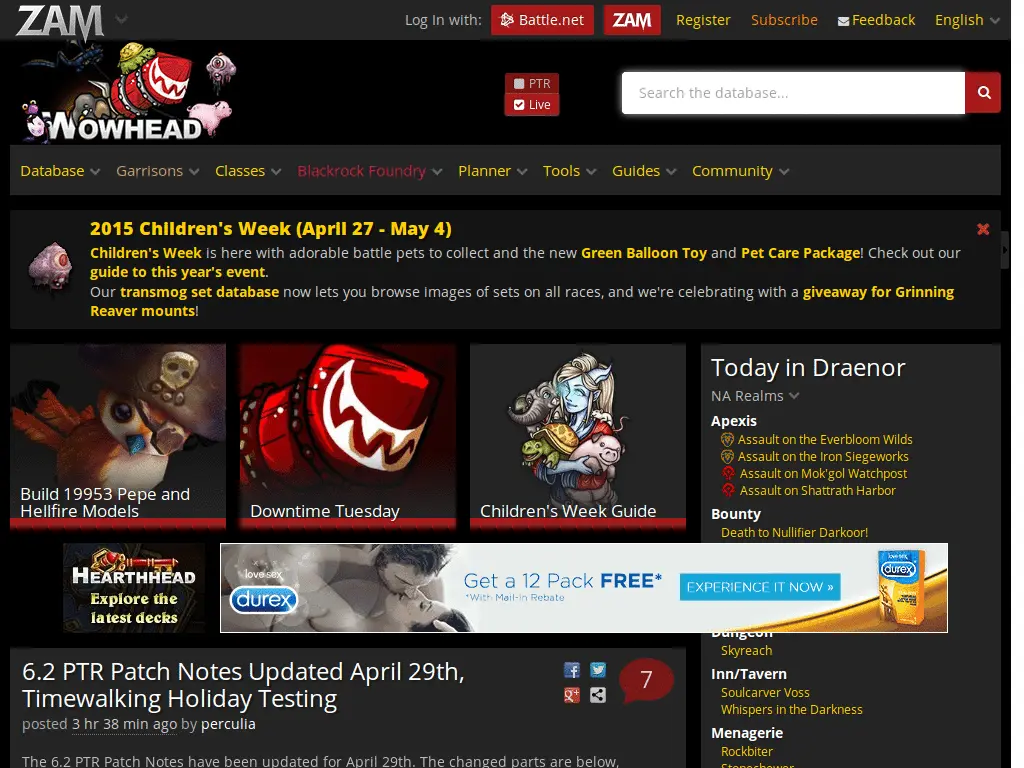 ZAM
Log In with: Battle.net ZAM Register Subscribe Feedback English
WOWHEAD
PTR
Live
Search the database...
Database Garrisons Classes Blackrock Foundry Planner Tools Guides Community
2015 Children's Week (April 27 - May 4)
Children's Week is here with adorable battle pets to collect and the new Green Balloon Toy and Pet Care Package! Check out our
guide to this year's event.
Our transmog set database now lets you browse images of sets on all races, and we're celebrating with a giveaway for Grinning
Reaver mounts!
Build 19953 Pepe and
Hellfire Models
Downtime Tuesday
Children's Week Guide
Today in Draenor
NA Realms
Apexis
Assault on the Everbloom Wilds
Assault on the Iron Siegeworks
Assault on Mok'gol Watchpost
Assault on Shattrath Harbor
Bounty
Death to Nullifier Darkoor!
HEARTHHEAD
Explore the
latest decks
love sex
durex
Get a 12 Pack FREE*
*With Mail-in Rebate
EXPERIENCE IT NOW »
love sex
durex
Dungeon
Skyreach
Inn/Tavern
Soulcarver Voss
Whispers in the Darkness
Menagerie
Rockbiter
Stonechewer
6.2 PTR Patch Notes Updated April 29th,
Timewalking Holiday Testing
7
posted 3 hr 38 min ago by perculia
The 6.2 PTR Patch Notes have been updated for April 29th. The changed parts are below,